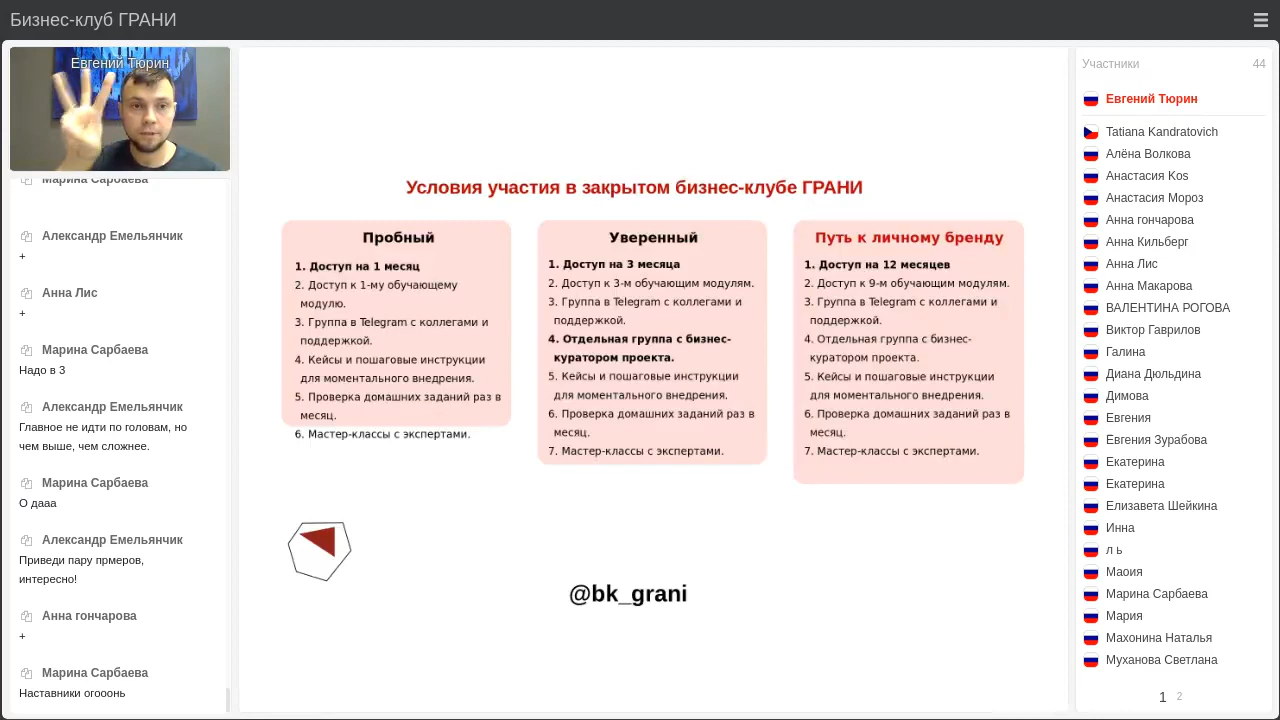 Бизнес-клуб ГРАНИ
Евгений Тюрин
Марина Сарбаева
Александр Емельянчик
+
Анна Лис
+
Марина Сарбаева
Надо в 3
Александр Емельянчик
Главное не идти по головам, но
чем выше, чем сложнее.
Марина Сарбаева
О дааа
Александр Емельянчик
Приведи пару прмеров,
интересно!
Анна гончарова
+
Марина Сарбаева
Наставники огооонь
Условия участия в закрытом бизнес-клубе ГРАНИ
Пробный
1. Доступ на 1 месяц
2. Доступ к 1-му обучающему
модулю.
3. Группа в Telegram с коллегами и
поддержкой.
4. Кейсы и пошаговые инструкции
для моментального внедрения.
5. Проверка домашних заданий раз в
месяц.
6. Мастер-классы с экспертами.
Уверенный
1. Доступ на 3 месяца
2. Доступ к 3-м обучающим модулям.
3. Группа в Telegram с коллегами и
поддержкой.
4. Отдельная группа с бизнес-
куратором проекта.
5. Кейсы и пошаговые инструкции
для моментального внедрения.
6. Проверка домашних заданий раз в
месяц.
7. Мастер-классы с экспертами.
Путь к личному бренду
1. Доступ на 12 месяцев
2. Доступ к 9-м обучающим модулям.
3. Группа в Telegram с коллегами и
поддержкой.
4. Отдельная группа с бизнес-
куратором проекта.
5. Кейсы и пошаговые инструкции
для моментального внедрения.
6. Проверка домашних заданий раз в
месяц.
7. Мастер-классы с экспертами.
@bk_grani
Участники 44
Евгений Тюрин
Tatiana Kandratovich
Алёна Волкова
Анастасия Kos
Анастасия Мороз
Анна гончарова
Анна Кильберг
Анна Лис
Анна Макарова
ВАЛЕНТИНА РОГОВА
Виктор Гаврилов
Галина
Диана Дюльдина
Димова
Евгения
Евгения Зурабова
Екатерина
Екатерина
Елизавета Шейкина
Инна
л ь
Маоия
Марина Сарбаева
Мария
Махонина Наталья
Муханова Светлана
1 2